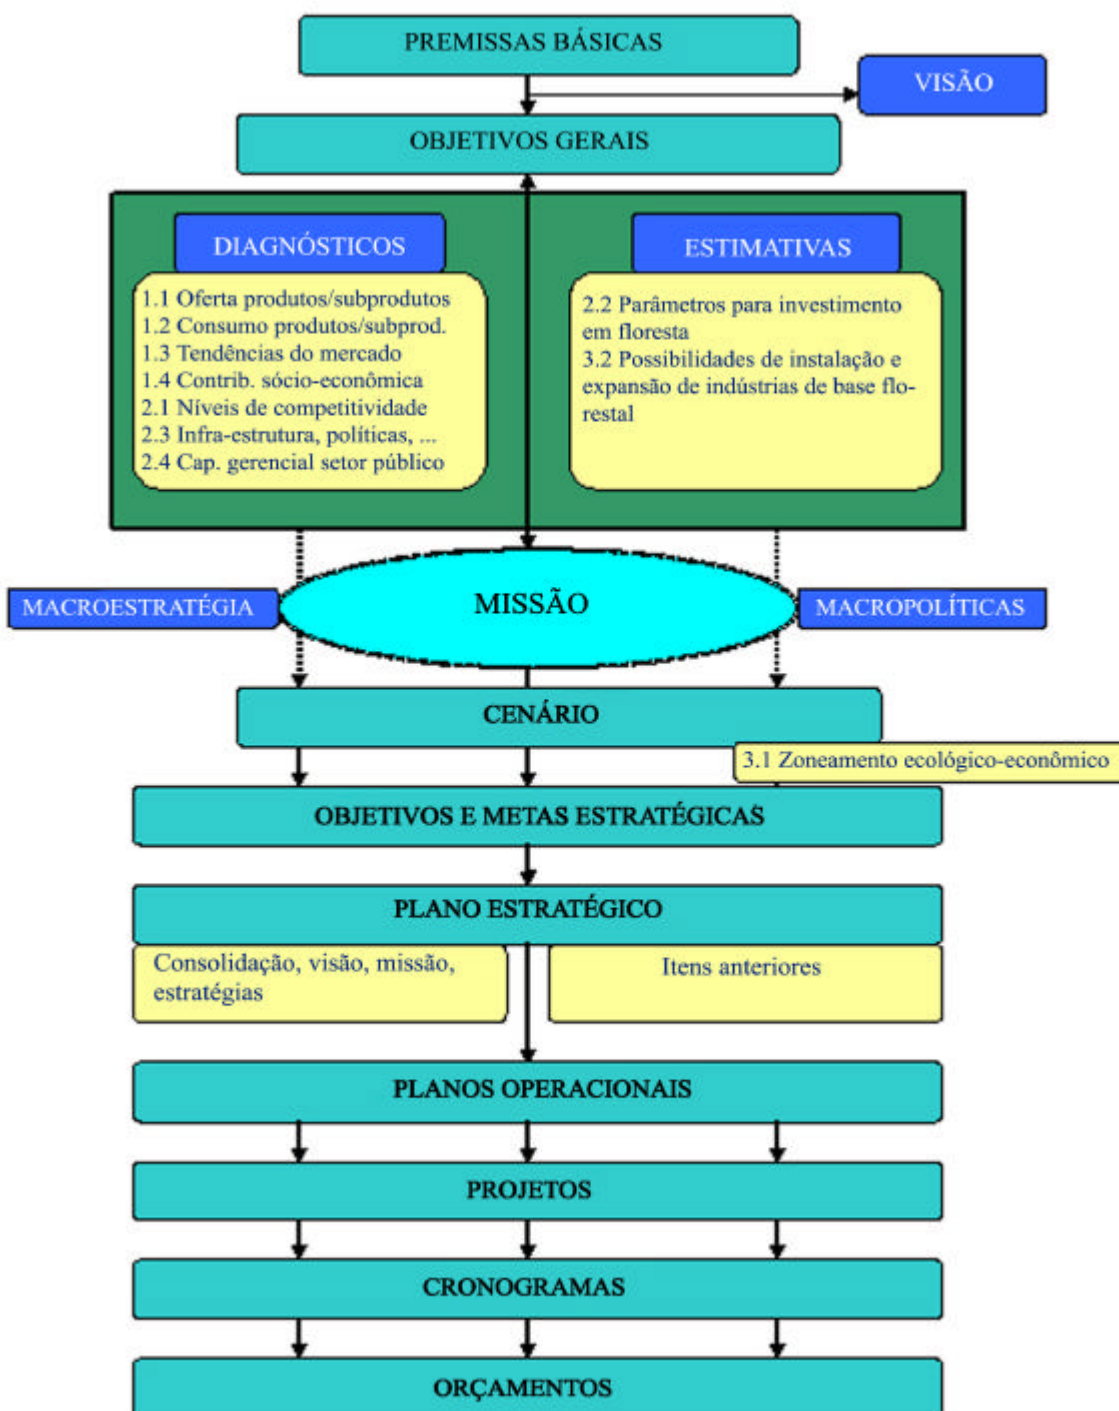 PREMISSAS BÁSICAS
VISÃO
OBJETIVOS GERAIS
DIAGNÓSTICOS
1.1 Oferta produtos/subprodutos
1.2 Consumo produtos/subprod.
1.3 Tendências do mercado
1.4 Contrib. sócio-econômica
2.1 Níveis de competitividade
2.3 Infra-estrutura, políticas, ...
2.4 Cap. gerencial setor público
ESTIMATIVAS
2.2 Parâmetros para investimento
em floresta
3.2 Possibilidades de instalação e
expansão de indústrias de base flo-
restal
MACROESTRATÉGIA
MISSÃO
MACROPOLÍTICAS
CENÁRIO
3.1 Zoneamento ecológico-econômico
OBJETIVOS E METAS ESTRATÉGICAS
PLANO ESTRATÉGICO
Consolidação, visão, missão,
estratégias
Itens anteriores
PLANOS OPERACIONAIS
PROJETOS
CRONOGRAMAS
ORÇAMENTOS